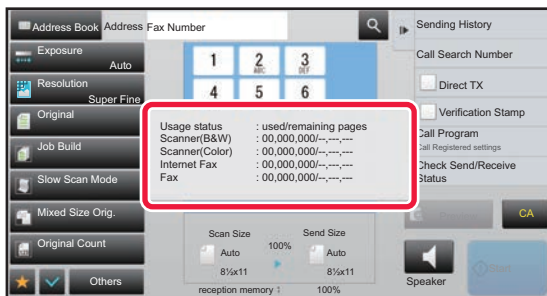 Address Book Address Fax Number
Sending History
Exposure
Auto
1 2 3
ABC DEF
Call Search Number
Resolution
Super Fine
4 5 6
Direct TX
Original
Usage status : used/remaining pages
Scanner(B&W) : 00,000,000/--,---,---
Scanner(Color) : 00,000,000/--,---,---
Internet Fax : 00,000,000/--,---,---
Fax : 00,000,000/--,---,---
Verification Stamp
Job Build
Call Program
Call Registered settings
Slow Scan Mode
Check Send/Receive
Status
Mixed Size Orig.
CA
Scan Size Send Size
100%
Auto Auto
8½x11 8½x11
Original Count
Others
reception memory : 100%
Speaker
Start